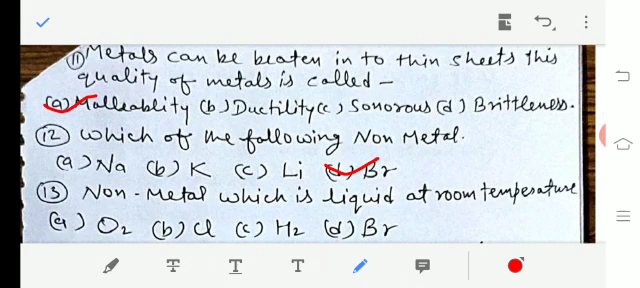 (11) Metals can be beaten in to thin sheets This
quality of metals is called -
(a) Malleablity (b) Ductility (c) Sonorous (d) Brittleness.
(12) which of the following Non Metal.
(a) Na (b) K (c) Li (d) Br
(13) Non-Metal which is liquid at room temperature
(a) O2 (b) Cl (c) H2 (d) Br
T T T